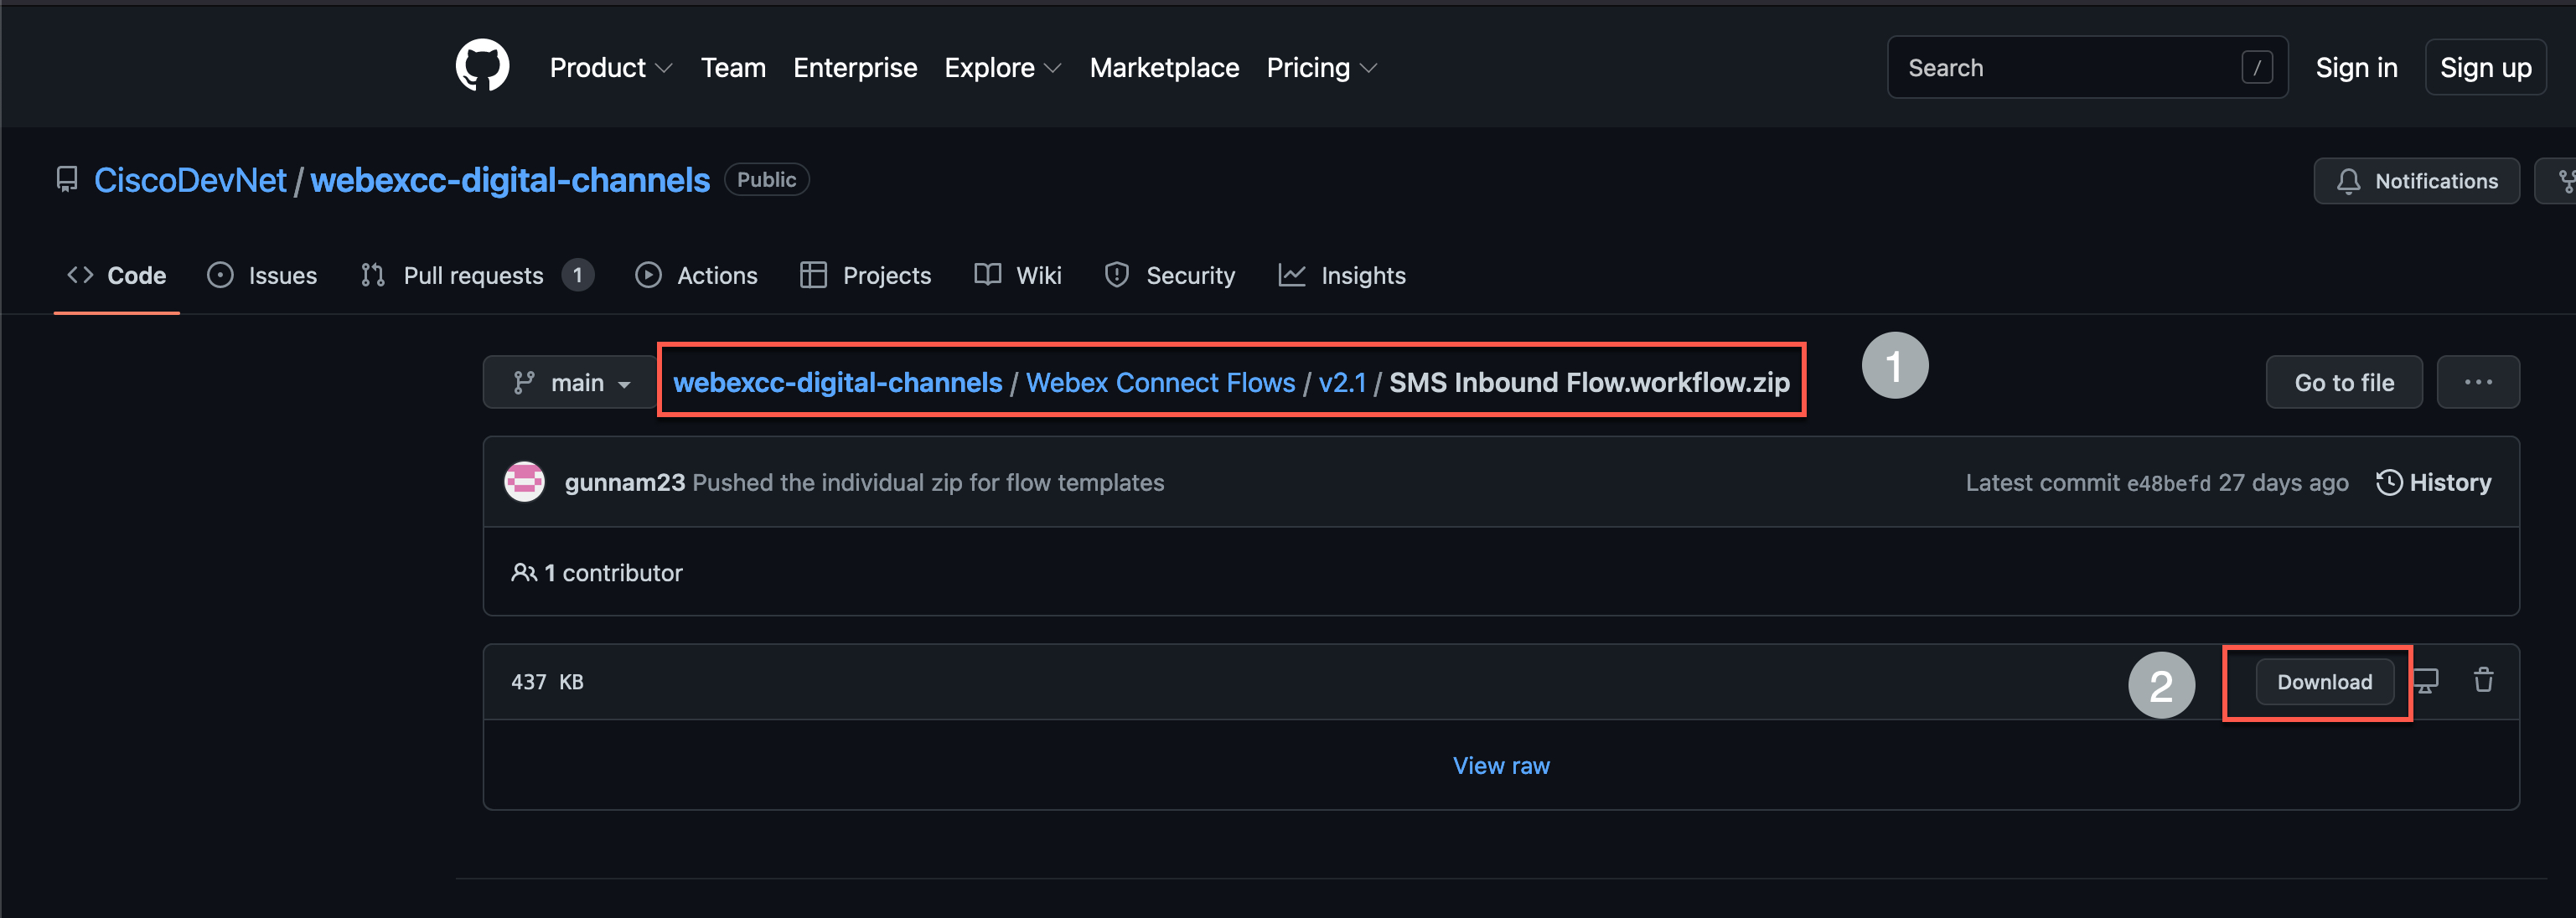 Product Team Enterprise Explore Marketplace Pricing Search / Sign in Sign up
CiscoDevNet / webexcc-digital-channels Public Notifications
Code Issues Pull requests 1 Actions Projects Wiki Security Insights
main webexcc-digital-channels / Webex Connect Flows / v2.1 / SMS Inbound Flow.workflow.zip 1 Go to file ...
gunnam23 Pushed the individual zip for flow templates Latest commit e48befd 27 days ago History
1 contributor
437 KB 2 Download
View raw